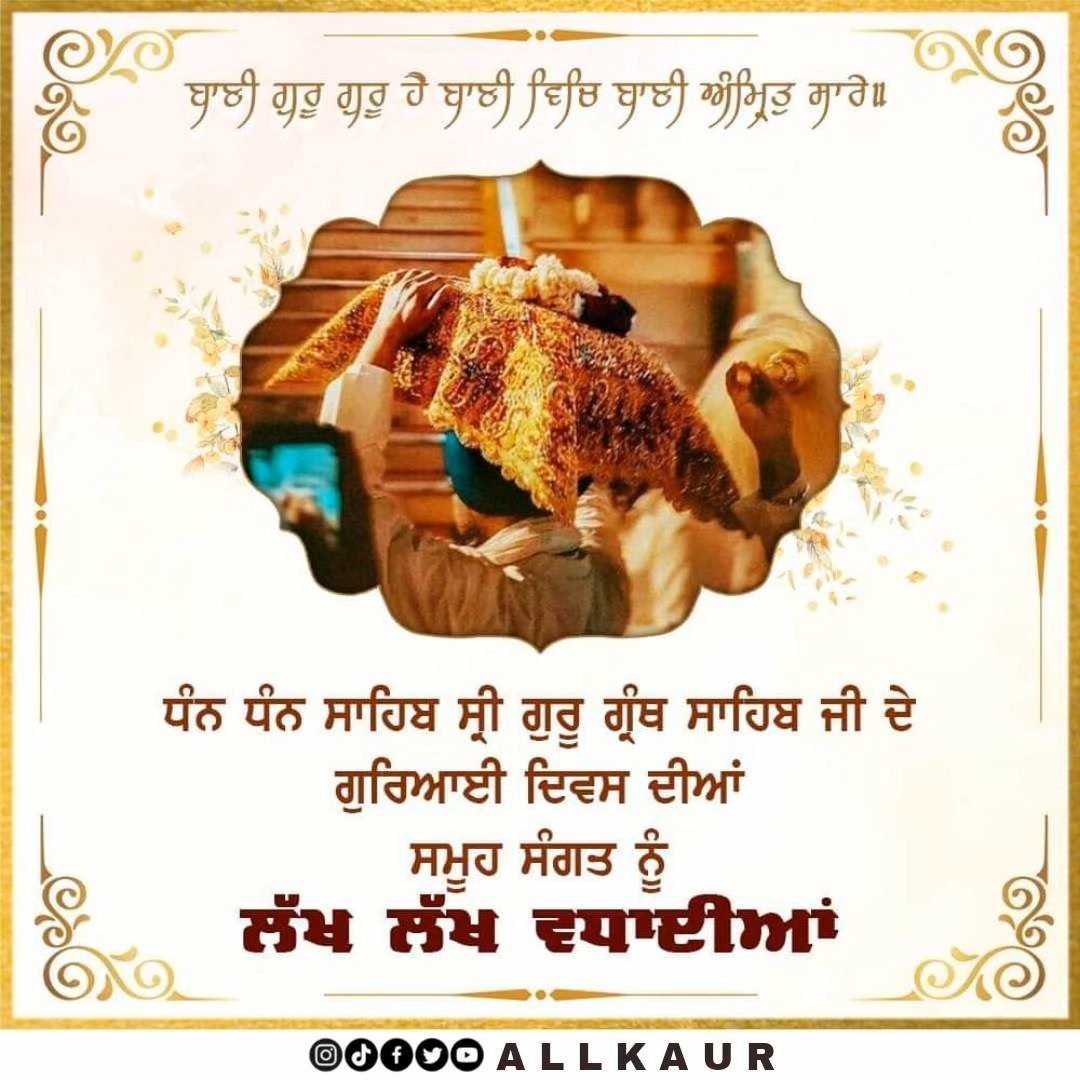 ਬਾਣੀ ਗੁਰੂ ਗੁਰੂ ਹੈ ਬਾਣੀ ਵਿਚਿ ਬਾਣੀ ਅੰਮ੍ਰਿਤੁ ਸਾਰੇ॥
ਧੰਨ ਧੰਨ ਸਾਹਿਬ ਸ੍ਰੀ ਗੁਰੂ ਗ੍ਰੰਥ ਸਾਹਿਬ ਜੀ ਦੇ
ਗੁਰਿਆਈ ਦਿਵਸ ਦੀਆਂ
ਸਮੂਹ ਸੰਗਤ ਨੂੰ
ਲੱਖ ਲੱਖ ਵਧਾਈਆਂ
ALLKAUR